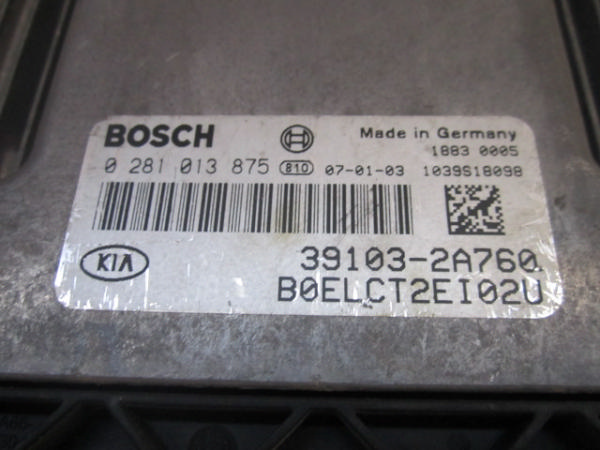 BOSCH
Made in Germany
1883 0005
0 281 013 875 810 07-01-03 1039S18098
KIA
39103-2A760
B0ELCT2EI02U